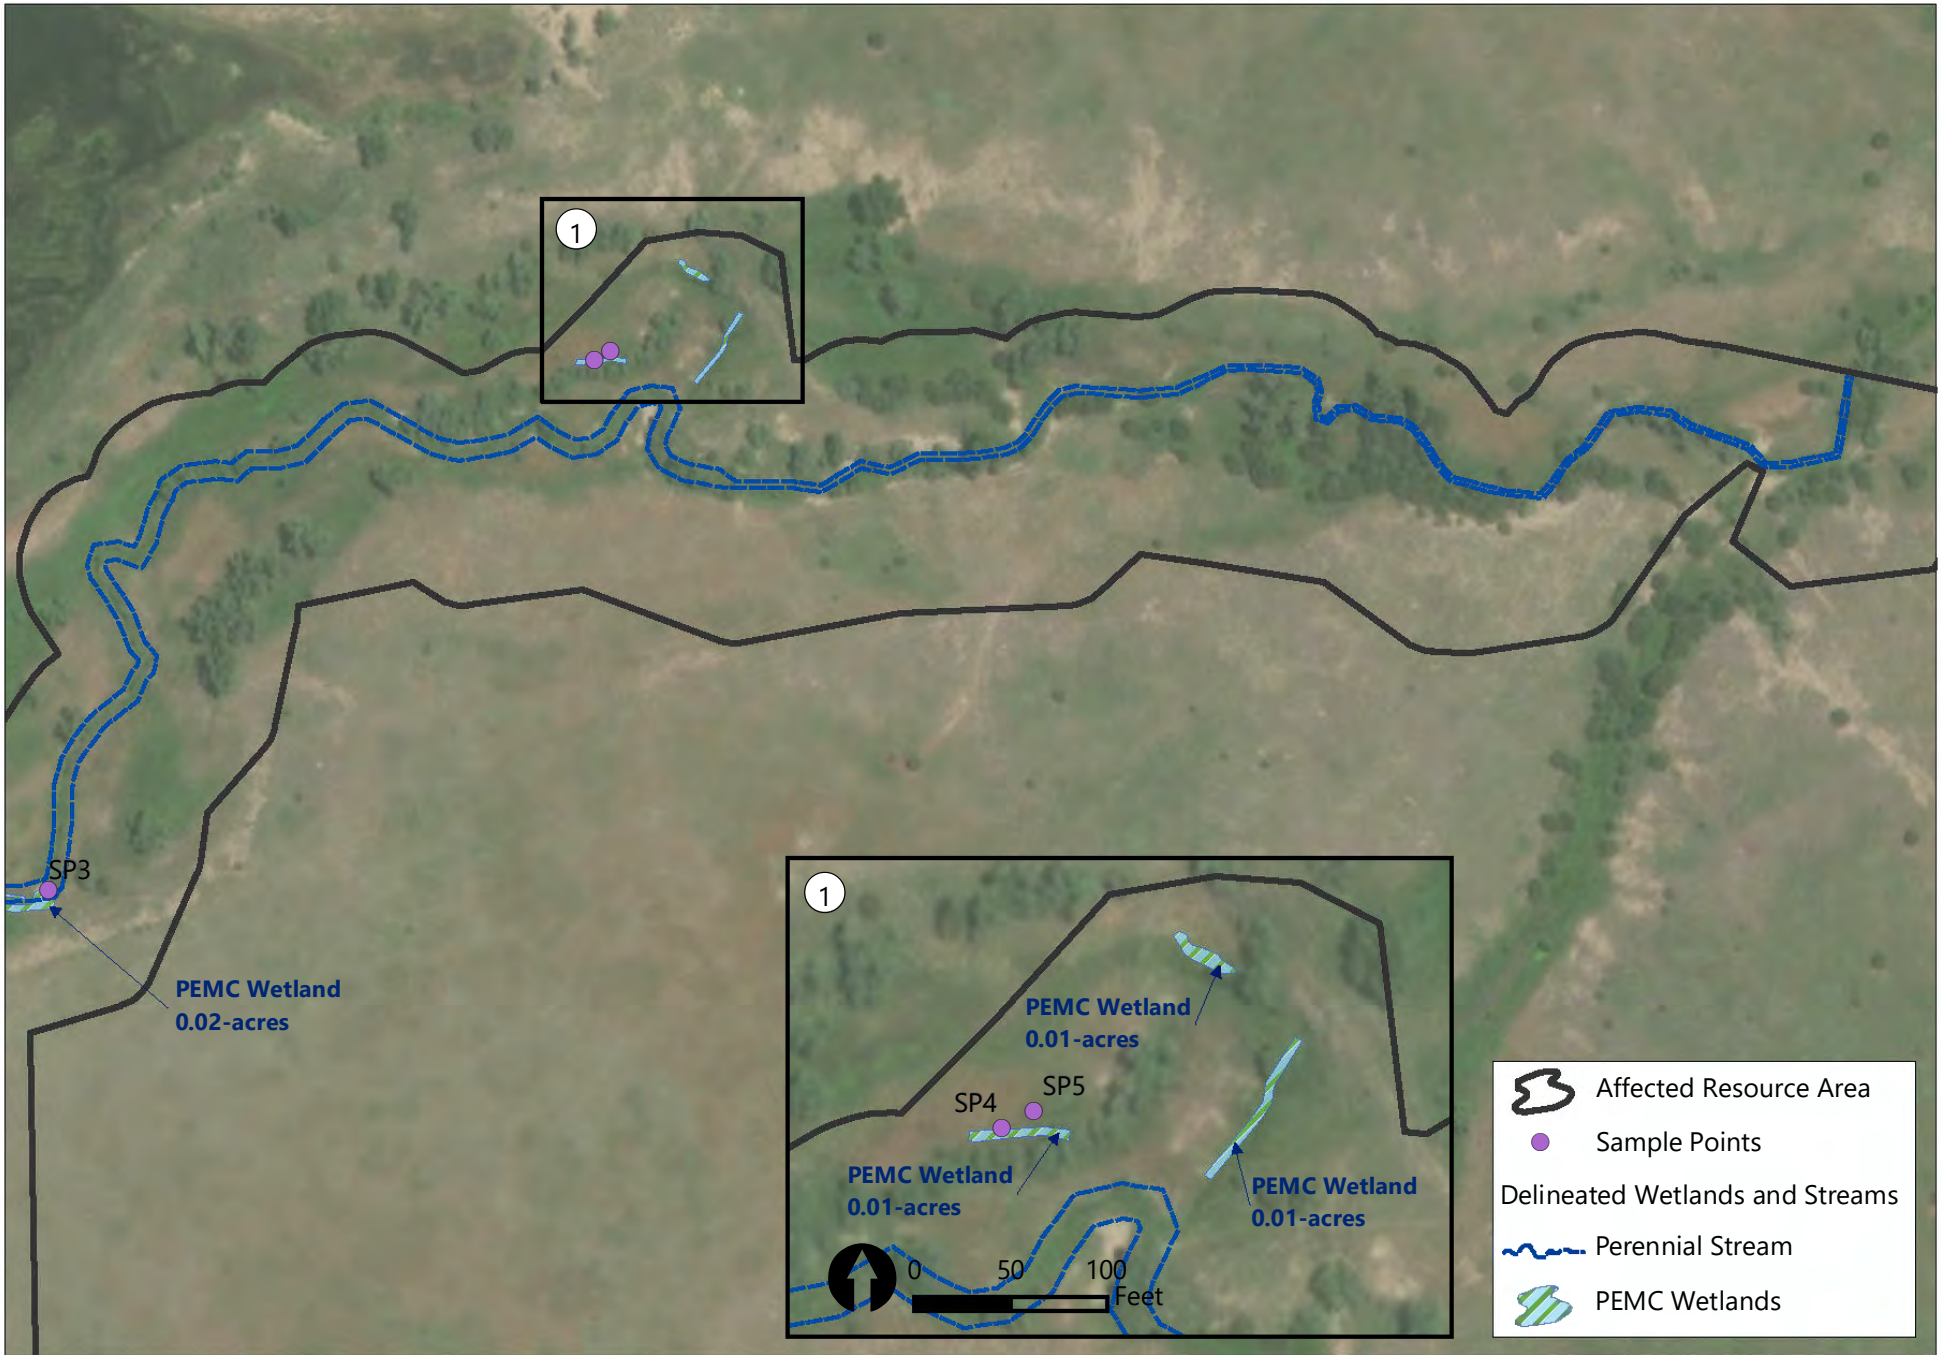 1
SP3
PEMC Wetland
0.02-acres
1
PEMC Wetland
0.01-acres
SP5
SP4
PEMC Wetland
0.01-acres
PEMC Wetland
0.01-acres
0 50 100
Feet
Affected Resource Area
Sample Points
Delineated Wetlands and Streams
Perennial Stream
PEMC Wetlands